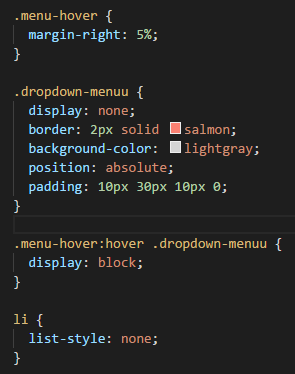 .menu-hover {
  margin-right: 5%;
}

.dropdown-menuu {
  display: none;
  border: 2px solid salmon;
  background-color: lightgray;
  position: absolute;
  padding: 10px 30px 10px 0;
}

.menu-hover:hover .dropdown-menuu {
  display: block;
}

li {
  list-style: none;
}